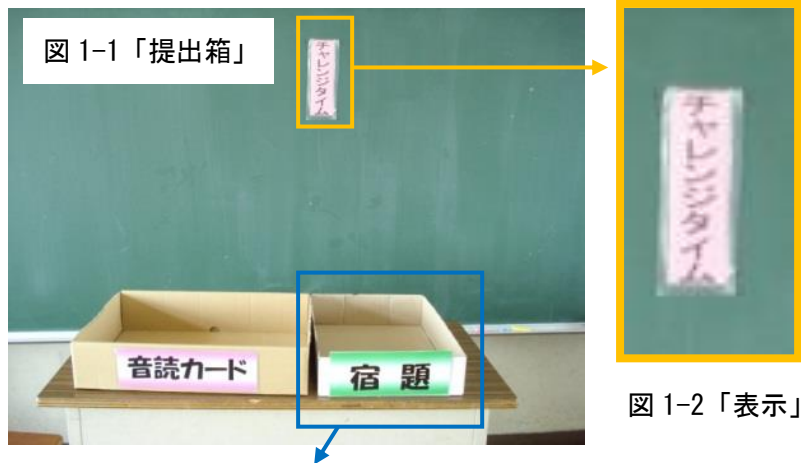 図1-1「提出箱」
チャレンジタイム
チャレンジタイム
音読カード
宿題
図1-2「表示」